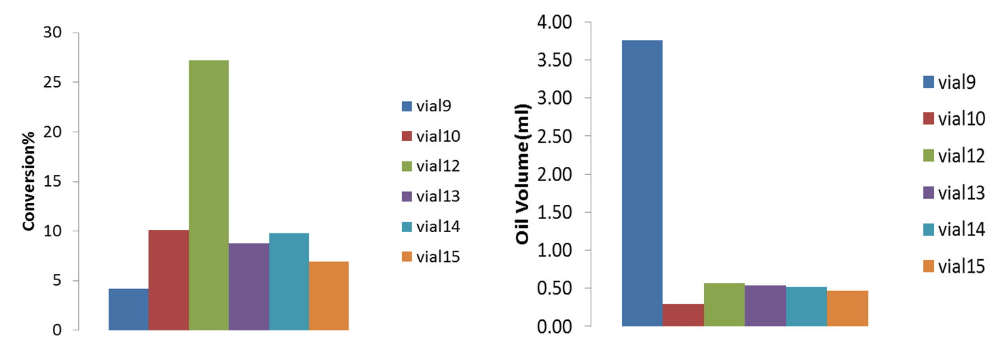 30
25
20
15
10
5
0
Conversion%
vial9
vial10
vial12
vial13
vial14
vial15
4.00
3.50
3.00
2.50
2.00
1.50
1.00
0.50
0.00
Oil Volume(ml)
vial9
vial10
vial12
vial13
vial14
vial15